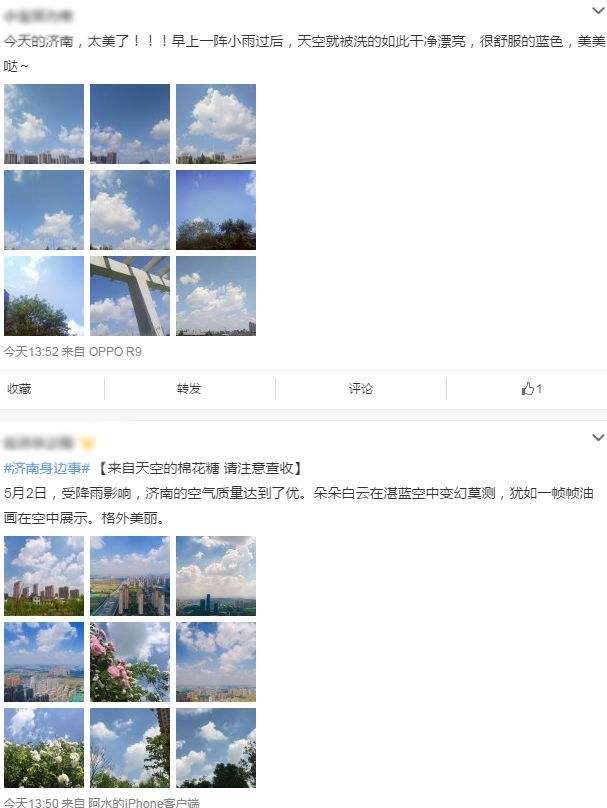 今天的济南，太美了！！！早上一阵小雨过后，天空就被洗的如此干净漂亮，很舒服的蓝色，美美
哒～
今天13:52 来自 OPPO R9
收藏 转发 评论 1
#济南身边事# 【来自天空的棉花糖 请注意查收】
5月2日，受降雨影响，济南的空气质量达到了优。朵朵白云在湛蓝空中变幻莫测，犹如一帧帧油
画在空中展示。格外美丽。
今天13:50 来自 阿水的iPhone客户端